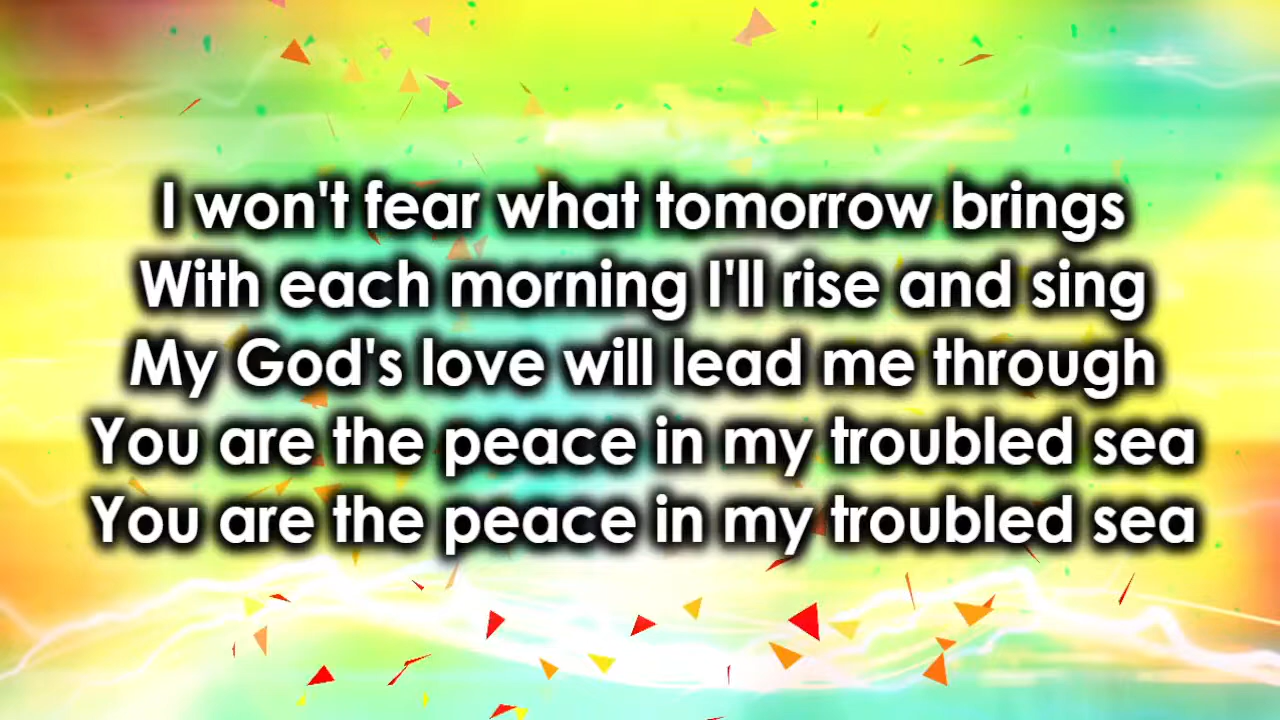 I won't fear what tomorrow brings
With each morning I'll rise and sing
My God's love will lead me through
You are the peace in my troubled sea
You are the peace in my troubled sea